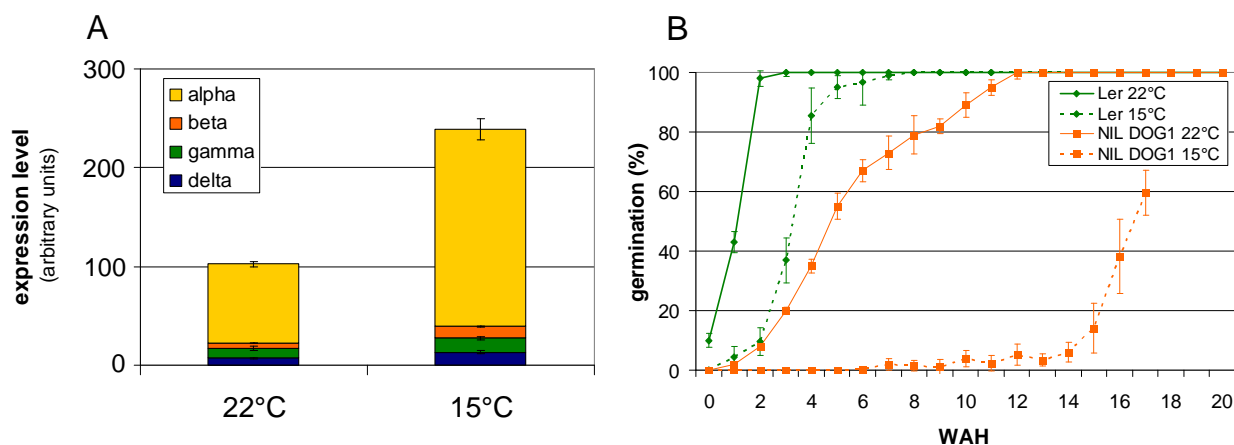 A
expression level
(arbitrary units)
300
200
100
0
alpha
beta
gamma
delta
22°C
15°C
B
germination (%)
100
80
60
40
20
0
Ler 22°C
Ler 15°C
NIL DOG1 22°C
NIL DOG1 15°C
0 2 4 6 8 10 12 14 16 18 20
WAH